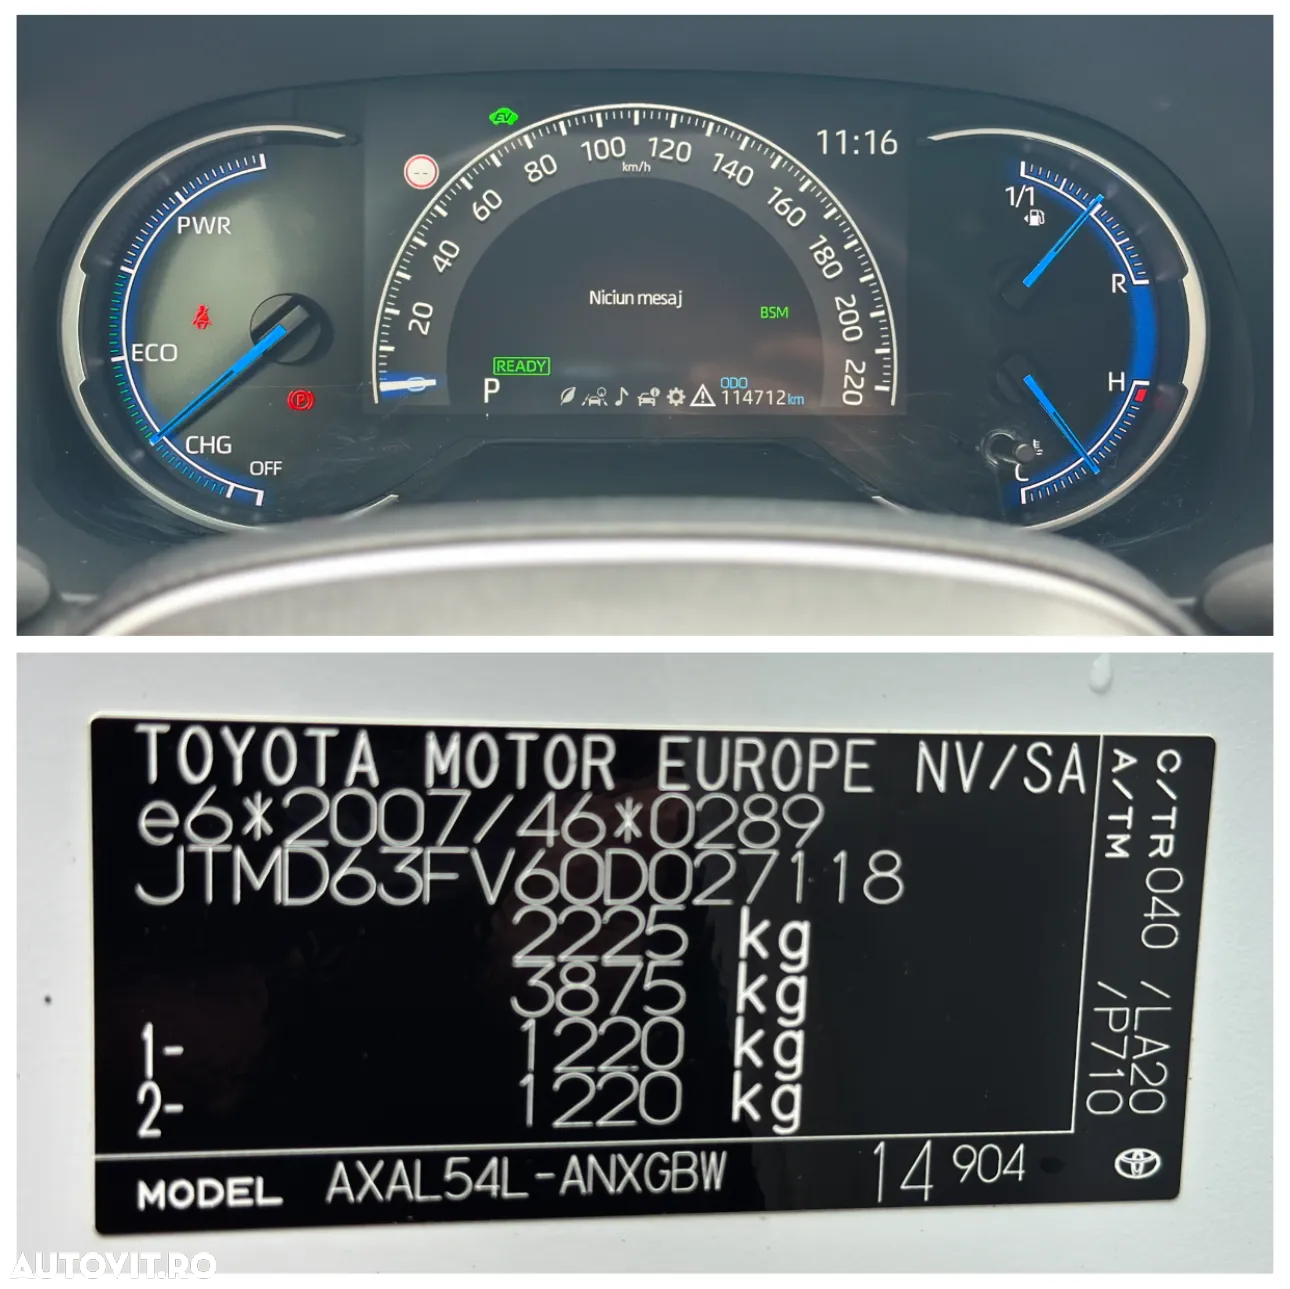 EV
11:16
100
120
km/h
80
140
60
160
40
180
20
200
0
220
PWR
ECO
CHG
OFF
Niciun mesaj
BSM
READY
P
ODO
114712 km
1/1
R
H
C
TOYOTA MOTOR EUROPE NV/SA
e6*2007/46*0289
JTMD63FV60D027118
2225 kg
3875 kg
1- 1220 kg
2- 1220 kg
C/TR 040 /LA20
A/TM /P710
MODEL AXAL54L-ANXGBW 14 904
AUTOVIT.RO